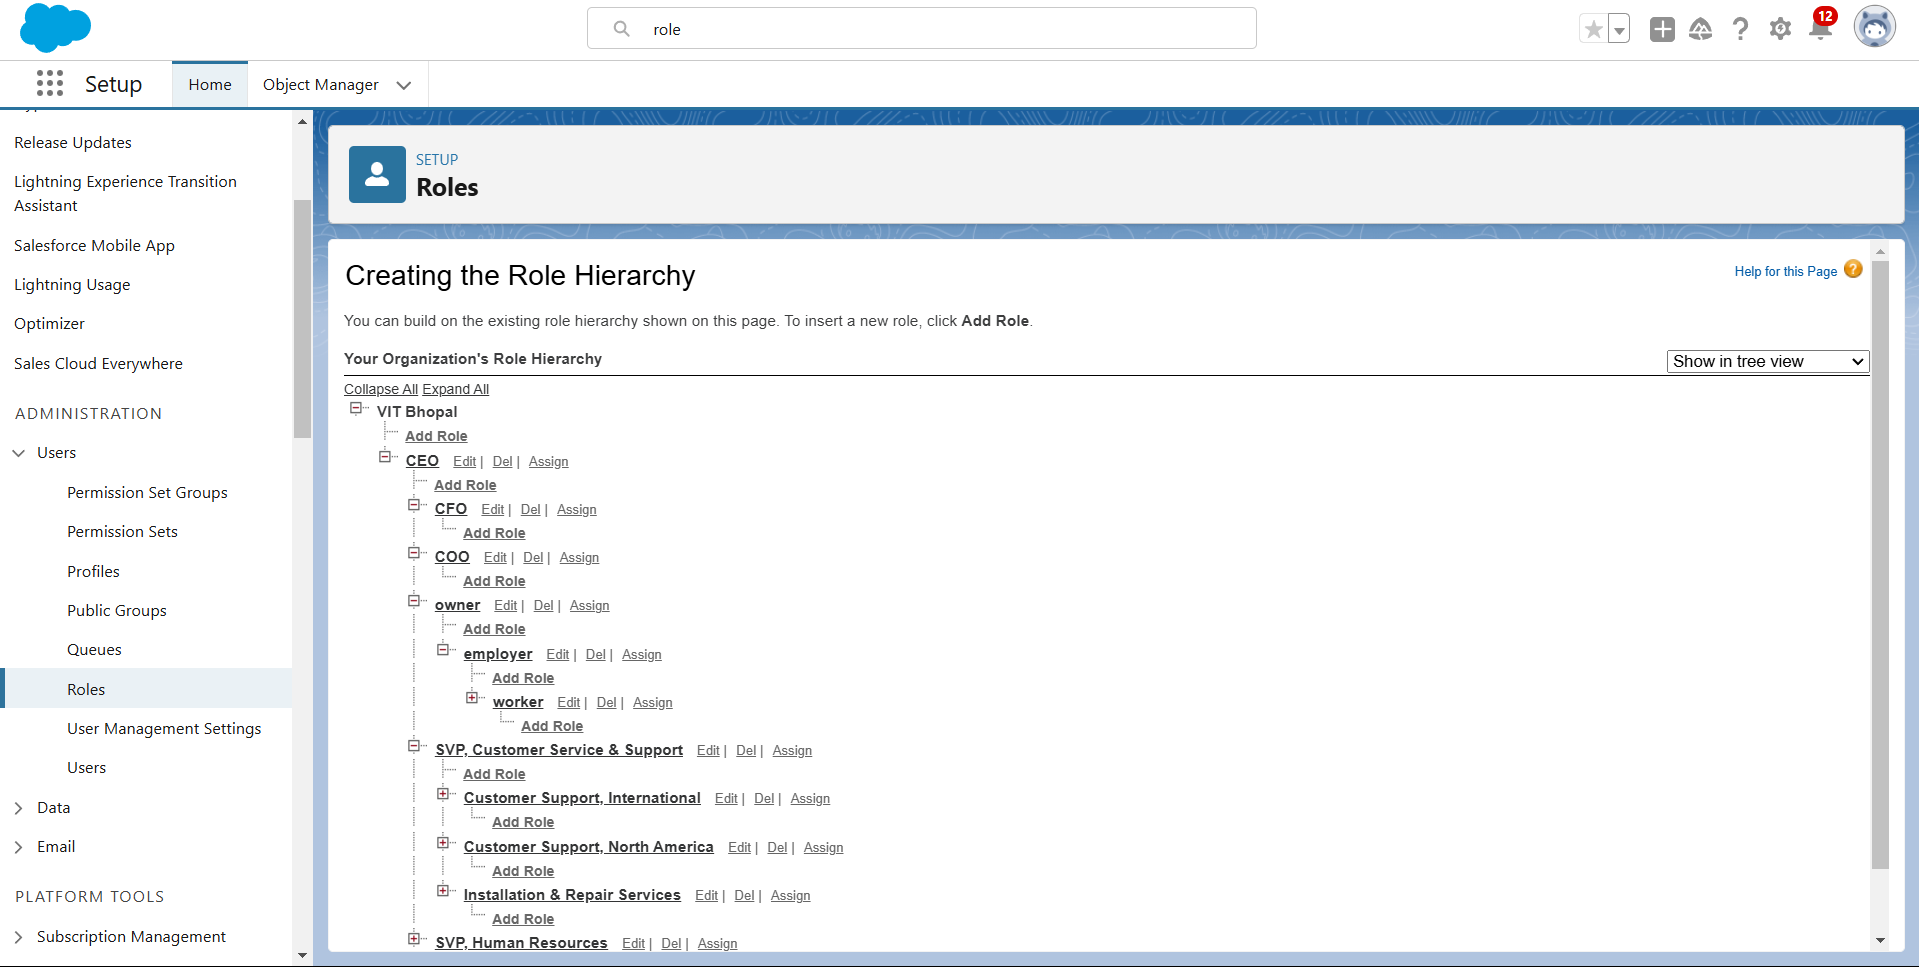 role
12
Setup
Home
Object Manager
Release Updates
Lightning Experience Transition
Assistant
Salesforce Mobile App
Lightning Usage
Optimizer
Sales Cloud Everywhere
ADMINISTRATION
Users
Permission Set Groups
Permission Sets
Profiles
Public Groups
Queues
Roles
User Management Settings
Users
Data
Email
PLATFORM TOOLS
Subscription Management
SETUP
Roles
Creating the Role Hierarchy
Help for this Page ?
You can build on the existing role hierarchy shown on this page. To insert a new role, click Add Role.
Your Organization's Role Hierarchy
Show in tree view
Collapse All Expand All
VIT Bhopal
Add Role
CEO Edit | Del | Assign
Add Role
CFO Edit | Del | Assign
Add Role
COO Edit | Del | Assign
Add Role
owner Edit | Del | Assign
Add Role
employer Edit | Del | Assign
Add Role
worker Edit | Del | Assign
Add Role
SVP, Customer Service & Support Edit | Del | Assign
Add Role
Customer Support, International Edit | Del | Assign
Add Role
Customer Support, North America Edit | Del | Assign
Add Role
Installation & Repair Services Edit | Del | Assign
Add Role
SVP, Human Resources Edit | Del | Assign